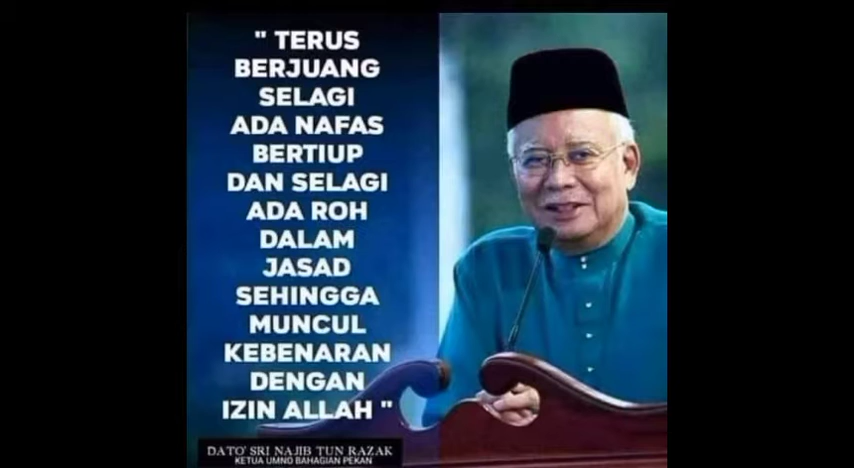 " TERUS
BERJUANG
SELAGI
ADA NAFAS
BERTIUP
DAN SELAGI
ADA ROH
DALAM
JASAD
SEHINGGA
MUNCUL
KEBENARAN
DENGAN
IZIN ALLAH "
DATO' SRI NAJIB TUN RAZAK
KETUA UMNO BAHAGIAN PEKAN